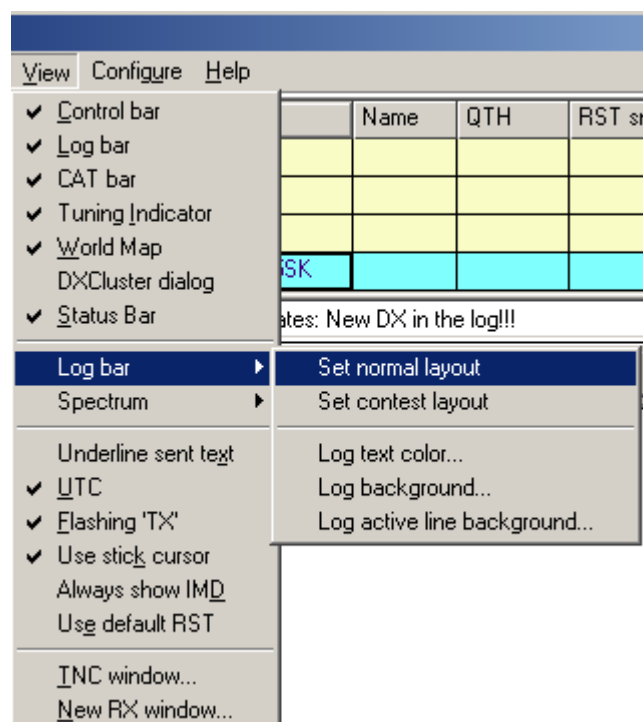 View Configure Help
Control bar
Log bar
CAT bar
Tuning Indicator
World Map
DXCluster dialog
Status Bar
Log bar
Spectrum
Underline sent text
UTC
Flashing 'TX'
Use stick cursor
Always show IMD
Use default RST
TNC window...
New RX window...
Name QTH RST
SK
ates: New DX in the log!!!
Set normal layout
Set contest layout
Log text color...
Log background...
Log active line background...